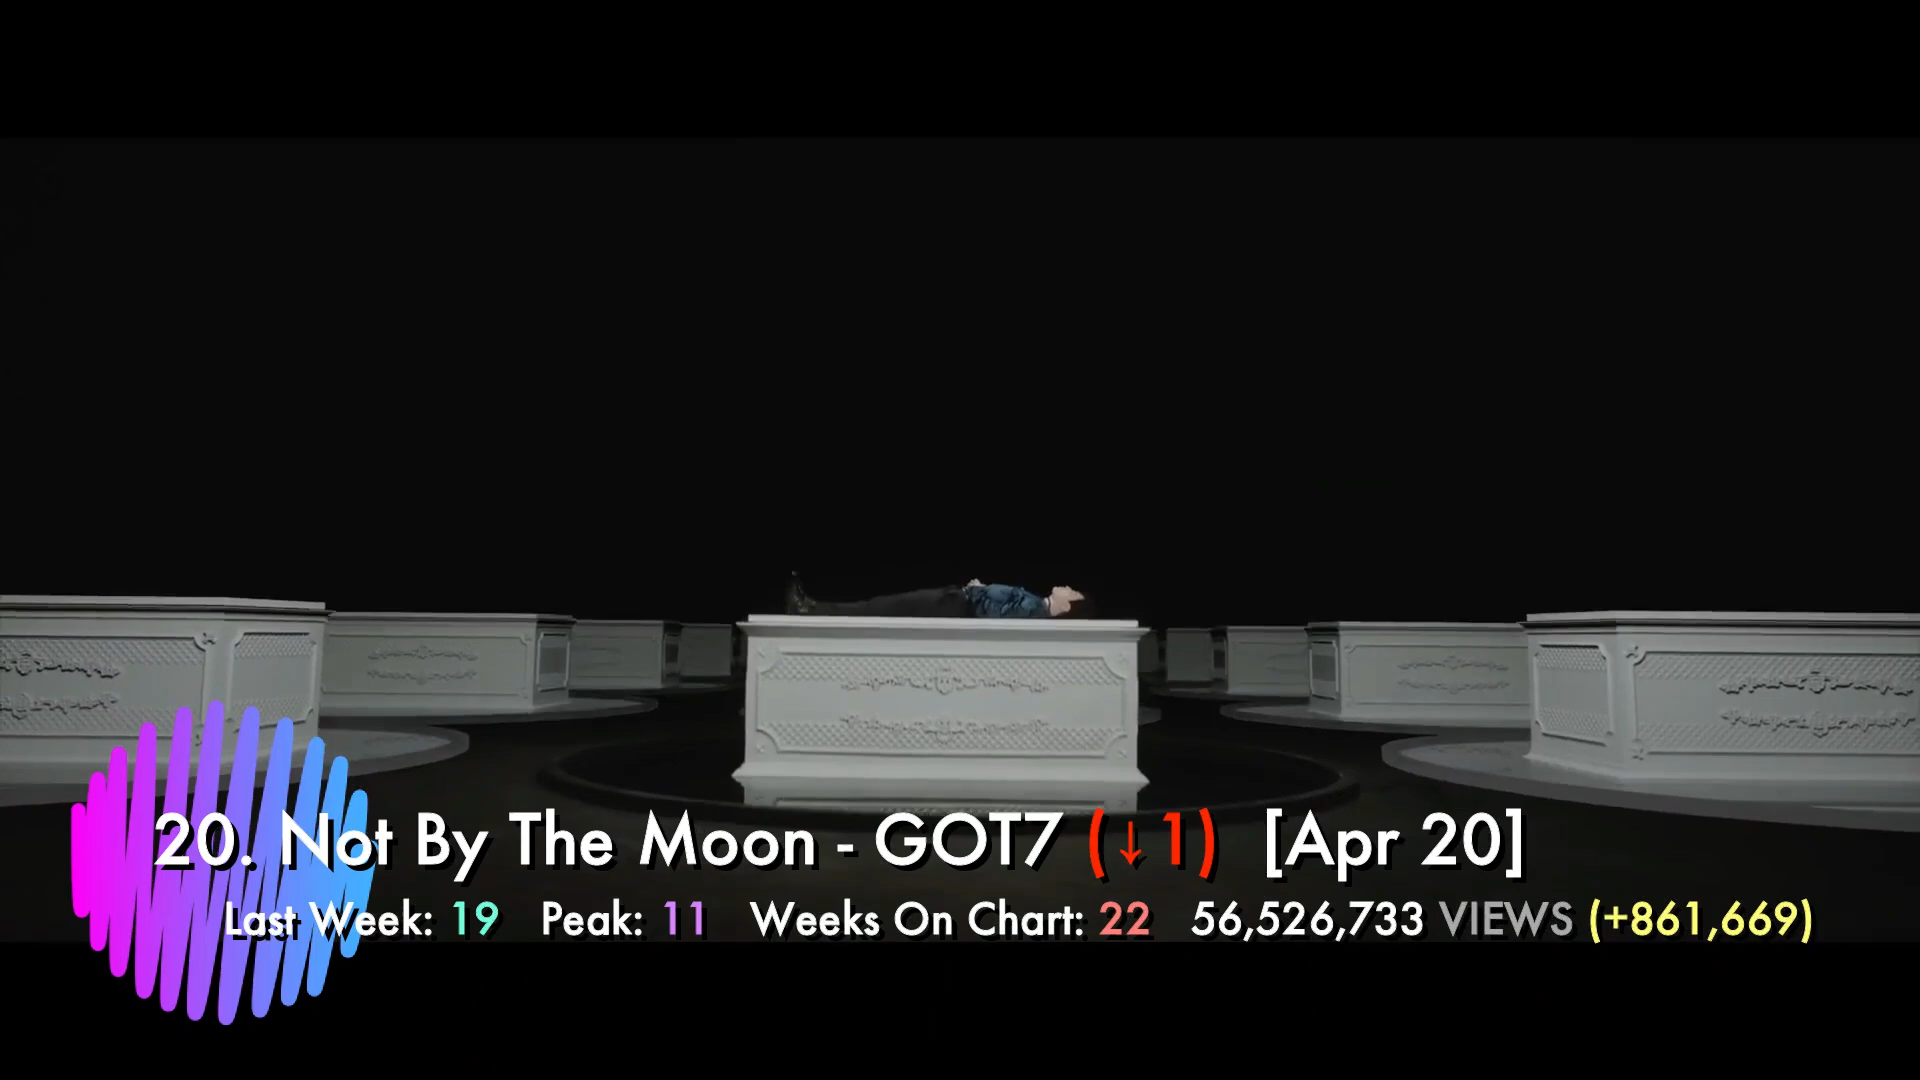 20. Not By The Moon - GOT7 (↓1) [Apr 20]
Last Week: 19 Peak: 11 Weeks On Chart: 22 56,526,733 VIEWS (+861,669)